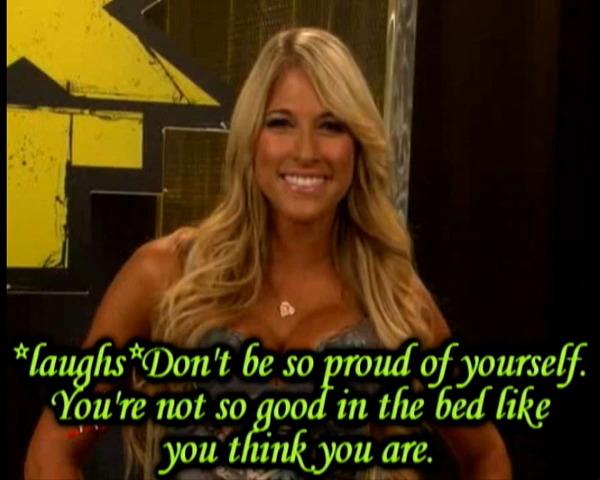 *laughs*Don't be so proud of yourself.
You're not so good in the bed like
you think you are.